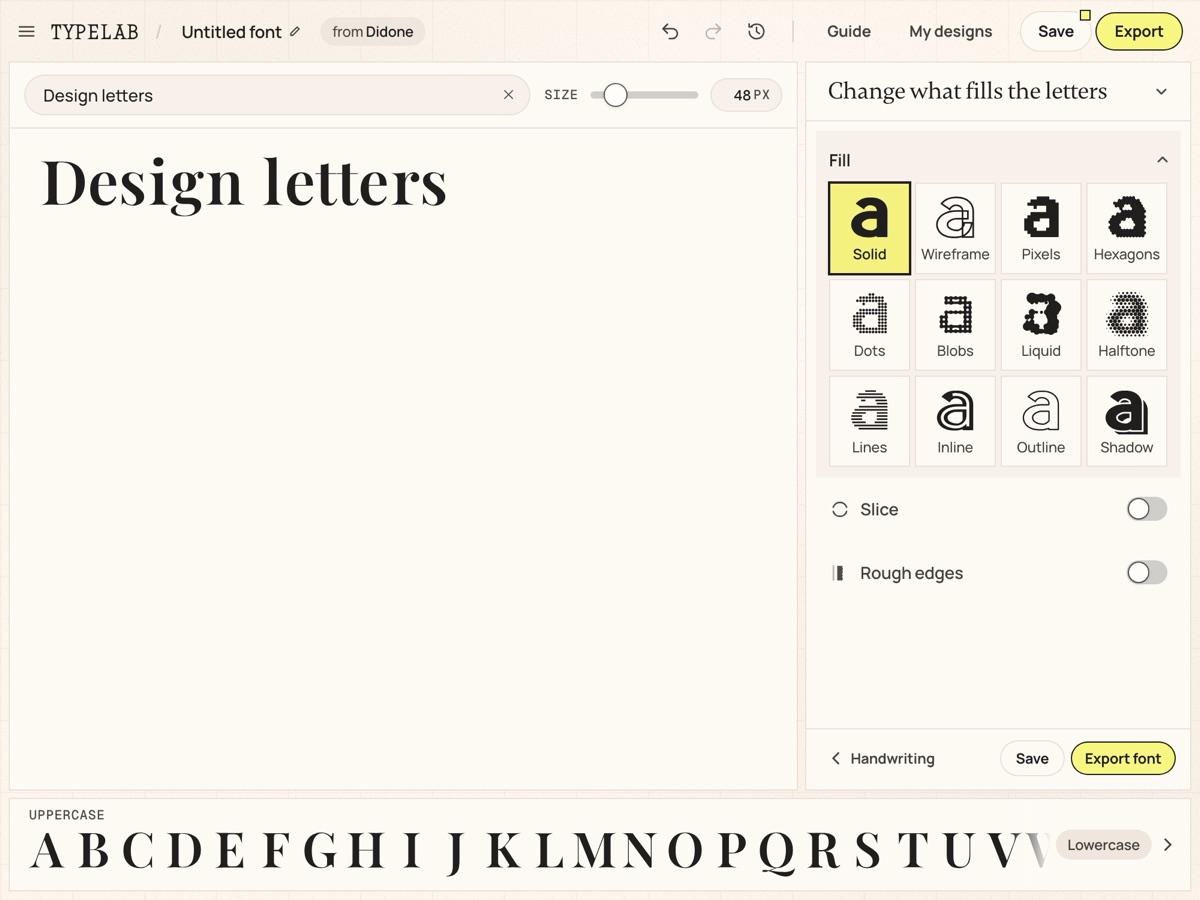 TYPELAB / Untitled font from Didone Guide My designs Save Export
Design letters SIZE 48 PX
Design letters
Change what fills the letters
Fill
a a a a
Solid Wireframe Pixels Hexagons
a a a a
Dots Blobs Liquid Halftone
a a a a
Lines Inline Outline Shadow
Slice
Rough edges
Handwriting Save Export font
UPPERCASE
A B C D E F G H I J K L M N O P Q R S T U V W Lowercase